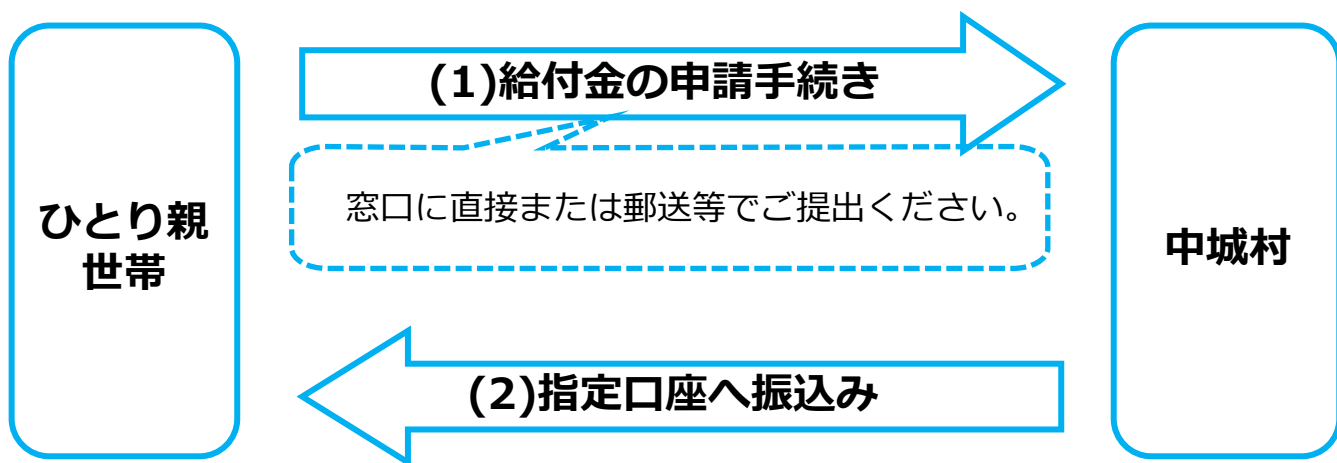 (1)給付金の申請手続き
窓口に直接または郵送等でご提出ください。
ひとり親
世帯
中城村
(2)指定口座へ振込み